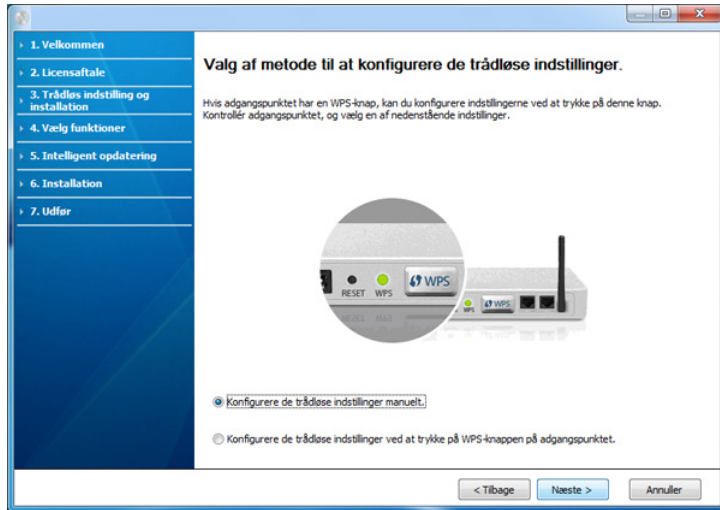 1. Velkommen
2. Licensaftale
3. Trådløs indstilling og
installation
4. Vælg funktioner
5. Intelligent opdatering
6. Installation
7. Udfør
Valg af metode til at konfigurere de trådløse indstillinger.
Hvis adgangspunktet har en WPS-knap, kan du konfigurere indstillingerne ved at trykke på denne knap.
Kontrollér adgangspunktet, og vælg en af nedenstående indstillinger.
RESET WPS WPS
WPS WPS
Konfigurere de trådløse indstillinger manuelt.
Konfigurere de trådløse indstillinger ved at trykke på WPS-knappen på adgangspunktet.
< Tilbage Næste > Annuller